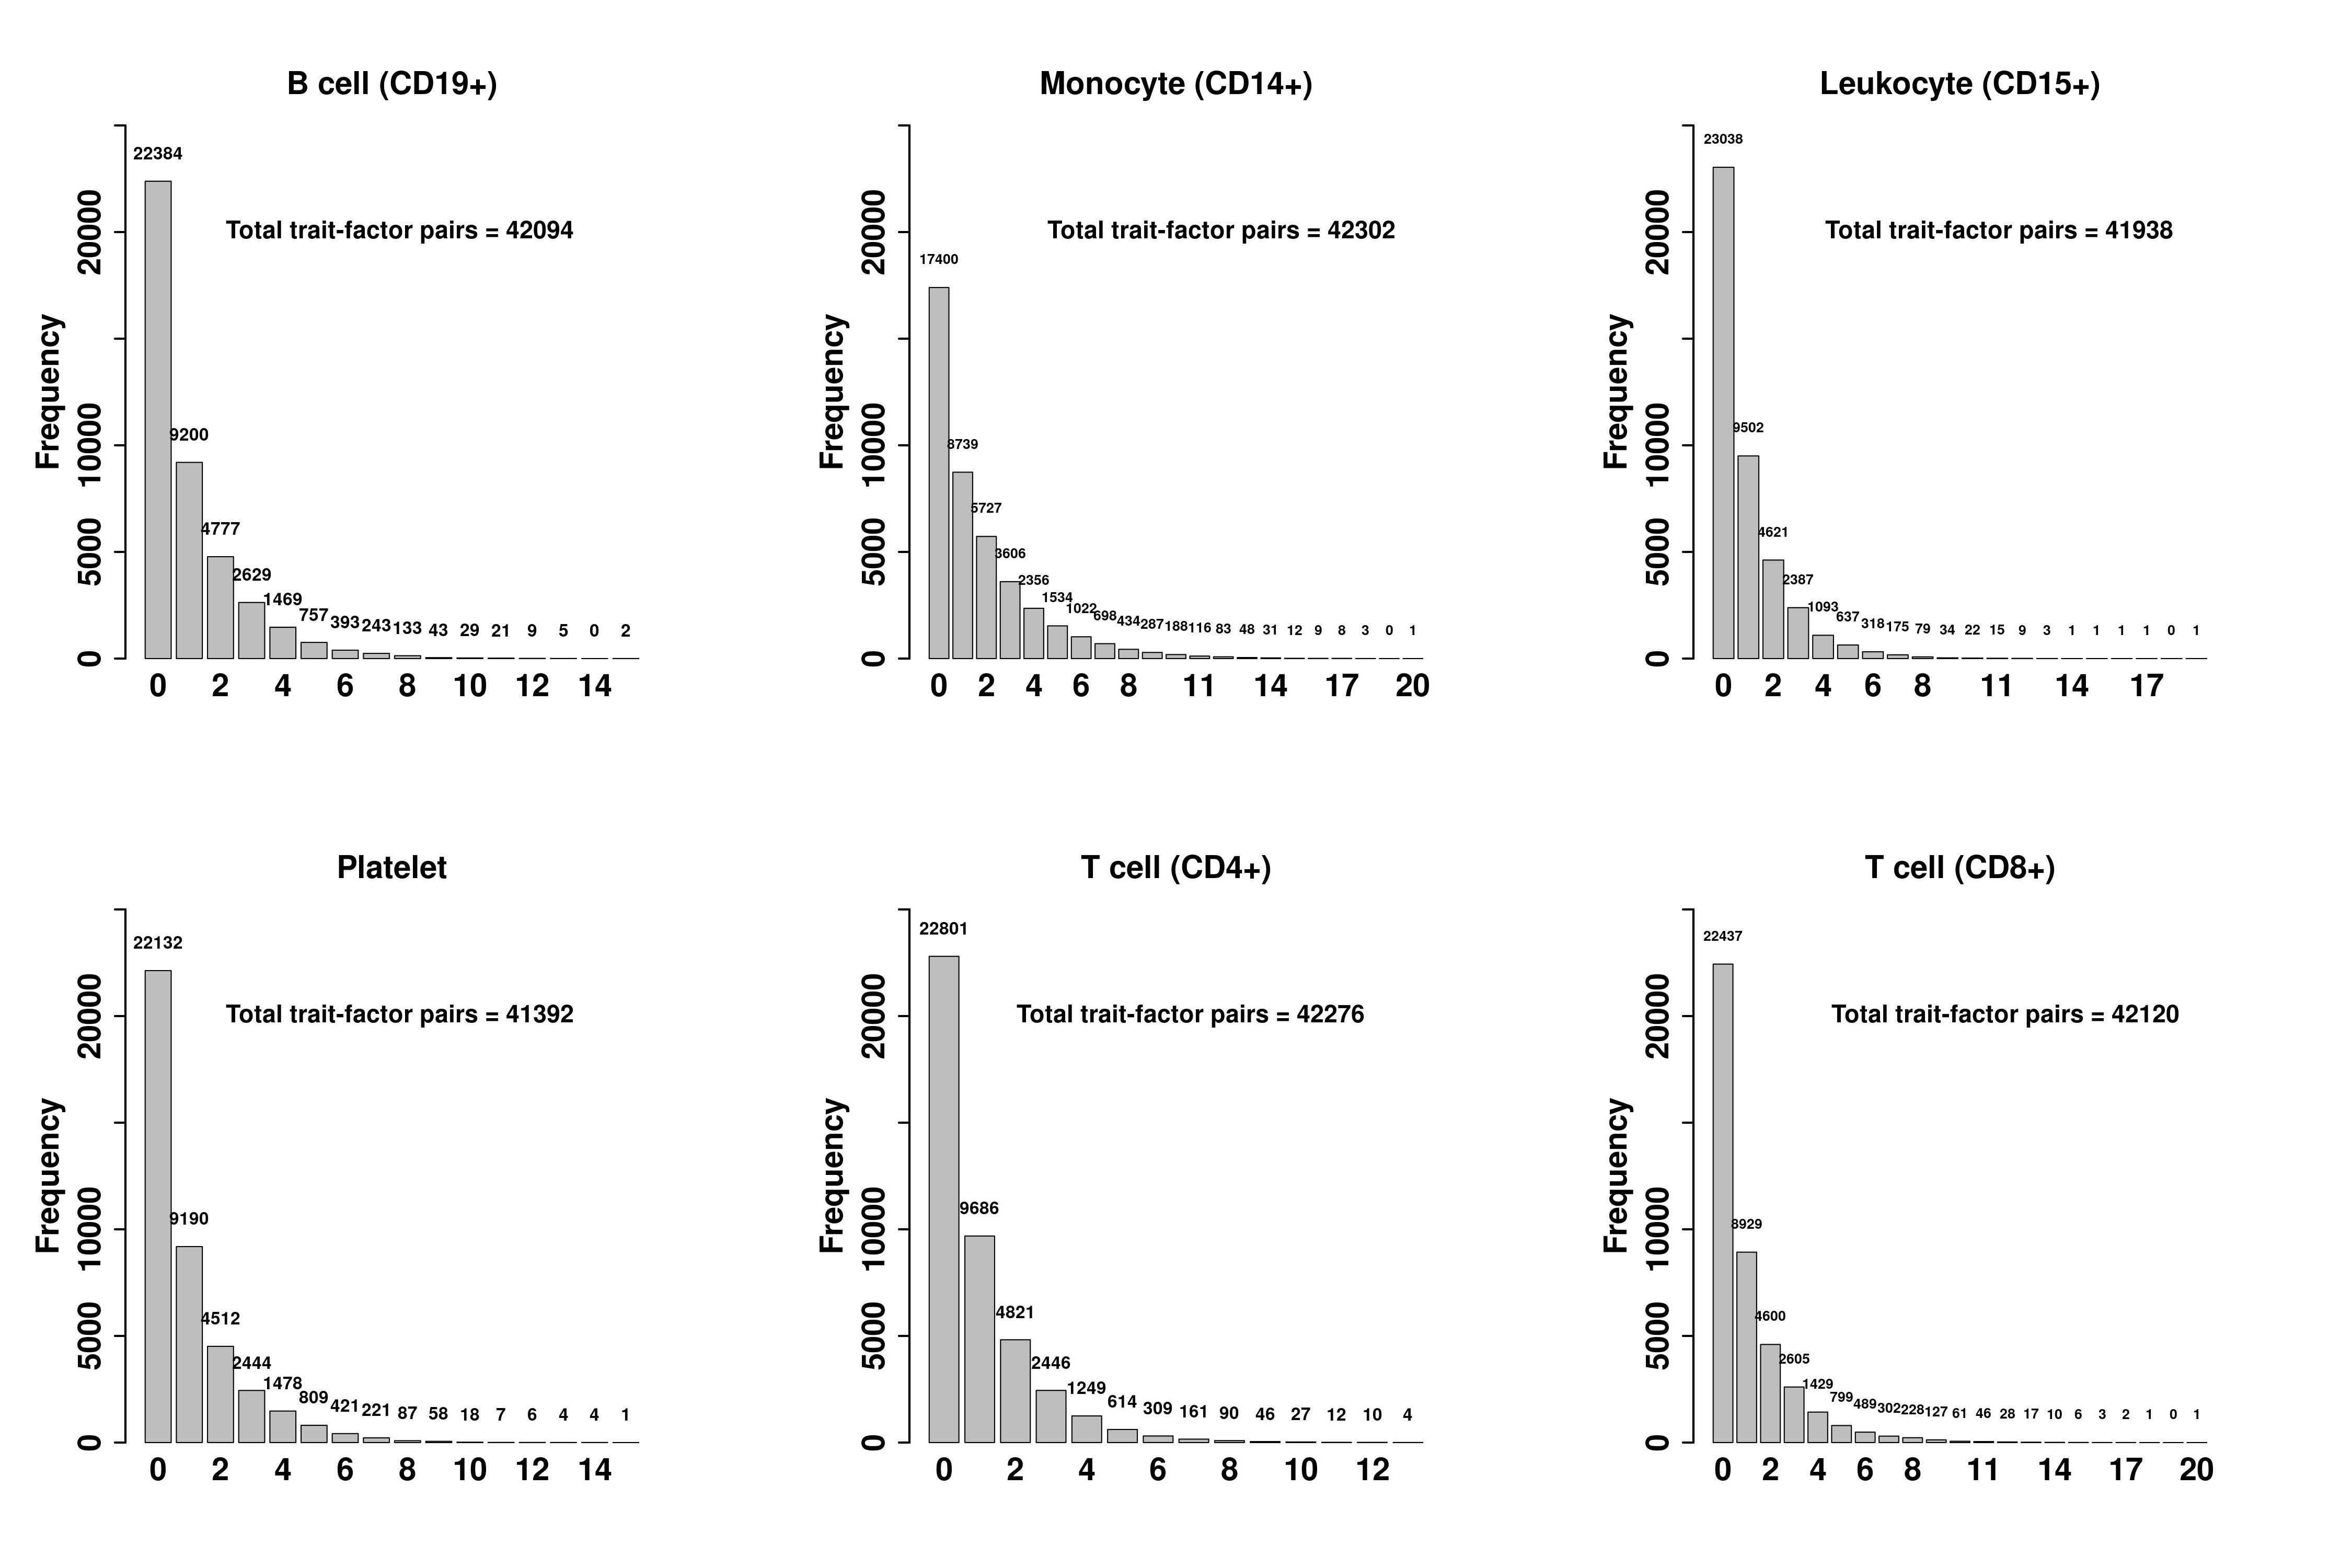 B cell (CD19+)
22384
Total trait-factor pairs = 42094
9200
4777
2629
1469
757 393 243 133 43 29 21 9 5 0 2
Frequency
0 5000 10000 20000
0 2 4 6 8 10 12 14
Monocyte (CD14+)
17400
Total trait-factor pairs = 42302
8739
5727
3606
2356
1534
1022 698 434 287 188 116 83 48 31 12 9 8 3 0 1
Frequency
0 5000 10000 20000
0 2 4 6 8 11 14 17 20
Leukocyte (CD15+)
23038
Total trait-factor pairs = 41938
9502
4621
2387
1093
637 318 175 79 34 22 15 9 3 1 1 1 1 0 1
Frequency
0 5000 10000 20000
0 2 4 6 8 11 14 17
Platelet
22132
Total trait-factor pairs = 41392
9190
4512
2444
1478
809 421 221 87 58 18 7 6 4 4 1
Frequency
0 5000 10000 20000
0 2 4 6 8 10 12 14
T cell (CD4+)
22801
Total trait-factor pairs = 42276
9686
4821
2446
1249
614 309 161 90 46 27 12 10 4
Frequency
0 5000 10000 20000
0 2 4 6 8 10 12
T cell (CD8+)
22437
Total trait-factor pairs = 42120
8929
4600
2605
1429
799 489 302 228 127 61 46 28 17 10 6 3 2 1 0 1
Frequency
0 5000 10000 20000
0 2 4 6 8 11 14 17 20